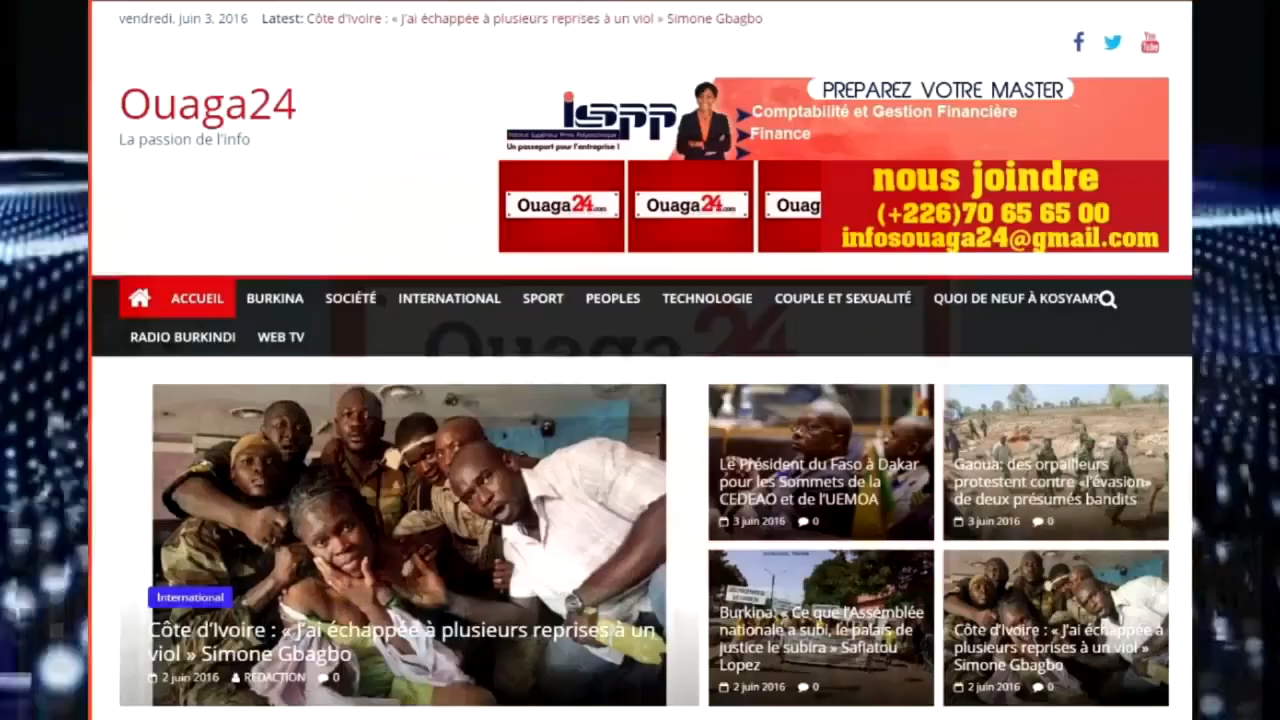 vendredi, juin 3, 2016 Latest: Côte d'Ivoire : « J'ai échappée à plusieurs reprises à un viol » Simone Gbagbo
You Tube
Ouaga24
La passion de l'info
ispp
Un passeport pour l'entreprise !
PREPAREZ VOTRE MASTER
Comptabilité et Gestion Financière
Finance
Ouaga24.com Ouaga24.com Ouag
nous joindre
(+226)70 65 65 00
infosouaga24@gmail.com
ACCUEIL BURKINA SOCIÉTÉ INTERNATIONAL SPORT PEOPLES TECHNOLOGIE COUPLE ET SEXUALITÉ QUOI DE NEUF À KOSYAM?
RADIO BURKINDI WEB TV
Ouaga24
International
Côte d'Ivoire : « J'ai échappée à plusieurs reprises à un
viol » Simone Gbagbo
2 juin 2016 REDACTION 0
Le Président du Faso à Dakar
pour les Sommets de la
CEDEAO et de l'UEMOA
3 juin 2016 0
Gaoua: des orpailleurs
protestent contre «l'évasion»
de deux présumés bandits
3 juin 2016 0
Burkina: « Ce que l'Assemblée
nationale a subi, le palais de
justice le subira » Safiatou
Lopez
2 juin 2016 0
Côte d'Ivoire : « J'ai échappée à
plusieurs reprises à un viol »
Simone Gbagbo
2 juin 2016 0